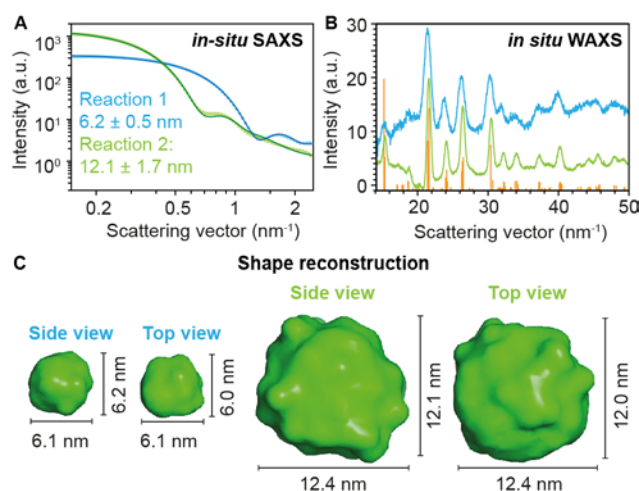 A
in-situ SAXS
Intensity (a.u.)
10³
10²
10¹
10⁰
Reaction 1
6.2 ± 0.5 nm
Reaction 2:
12.1 ± 1.7 nm
0.2
0.5
1
2
Scattering vector (nm⁻¹)
B
in situ WAXS
Intensity (a.u.)
30
20
10
0
20
30
40
50
Scattering vector (nm⁻¹)
C
Shape reconstruction
Side view
Top view
Side view
Top view
6.2 nm
6.1 nm
6.0 nm
6.1 nm
12.1 nm
12.4 nm
12.0 nm
12.4 nm